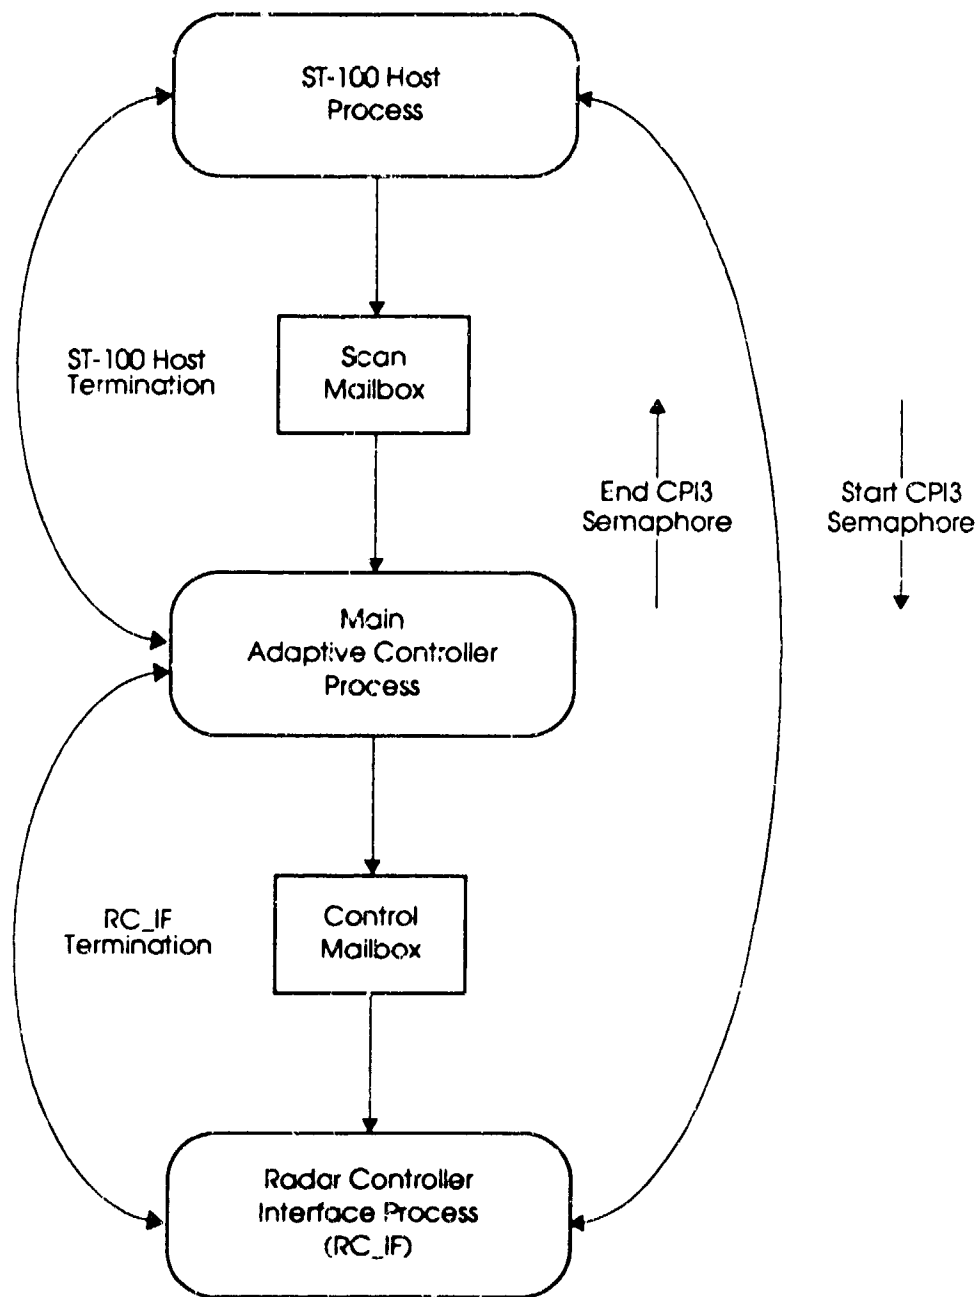 ST-100 Host
Process
ST-100 Host
Termination
Scan
Mailbox
End CPI3
Semaphore
Start CPI3
Semaphore
Main
Adaptive Controller
Process
RC_IF
Termination
Control
Mailbox
Radar Controller
Interface Process
(RC_IF)